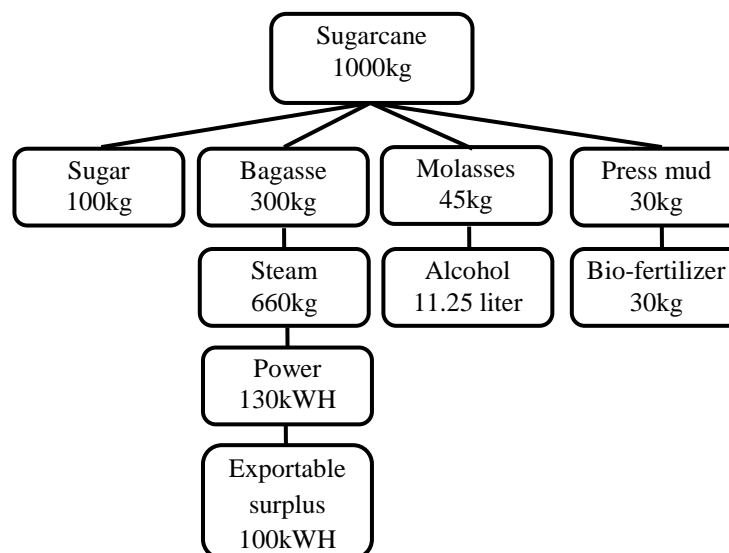 Sugarcane
1000kg
Sugar
100kg
Bagasse
300kg
Molasses
45kg
Press mud
30kg
Steam
660kg
Alcohol
11.25 liter
Bio-fertilizer
30kg
Power
130kWH
Exportable
surplus
100kWH